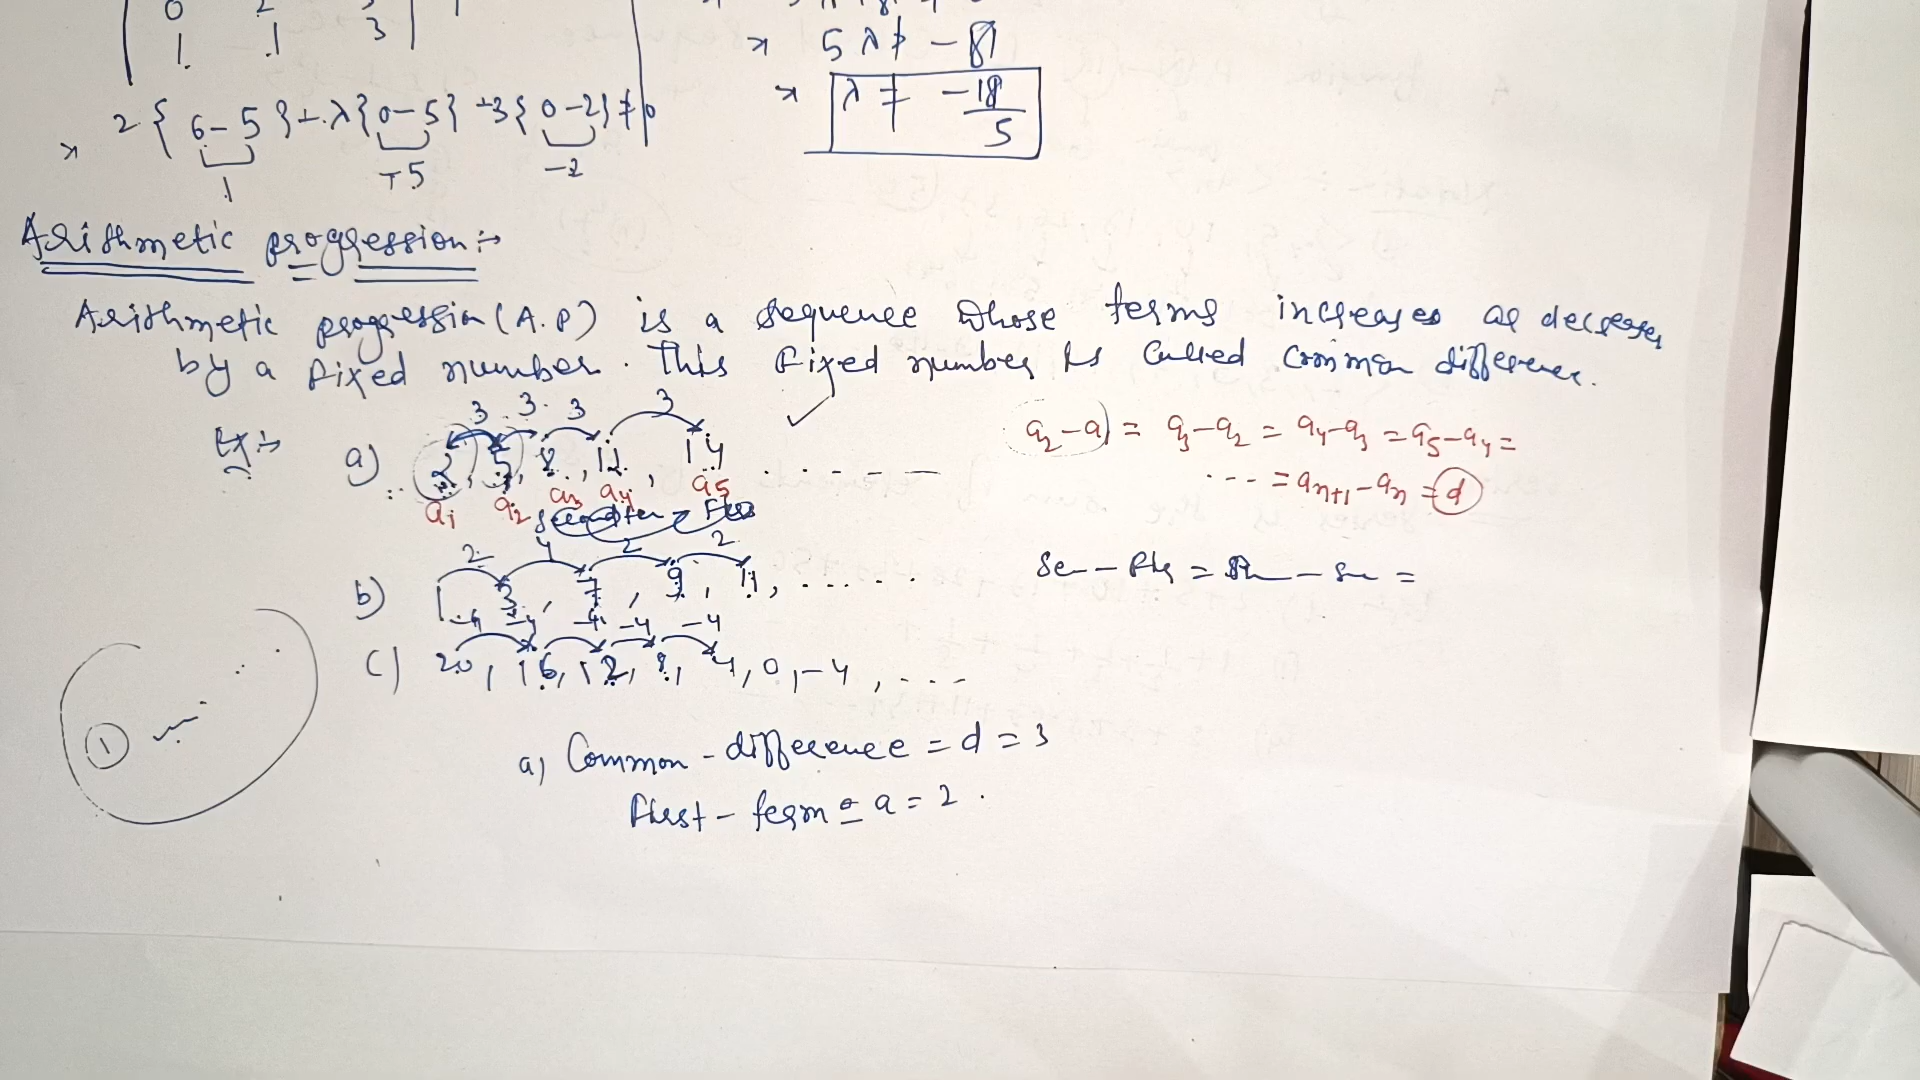 0 2 3
1 1 3
5λ ≠ -18
λ ≠ -18/5
2{6-5} - λ{0-5} +3{0-2} ≠ 0
1 -5 -2
Arithmetic progression :→
Arithmetic progression (A.P) is a sequence whose terms increases or decreases
by a fixed number. This fixed number is called common difference.
3 3 3 3
Ex :→ a) 2, 5, 8, 11, 14 . . . - - -
a1 a2 a3 a4 a5
a2-a1 = a3-a2 = a4-a3 = a5-a4 =
... = an+1-an = d
2 4 2 2
b) 1 3, 7, 9, 11, . . . . .
-4 -4 -4 -4 -4
c) 20, 16, 12, 8, 4, 0, -4, . . .
1
a) Common-difference = d = 3
First-term = a = 2.